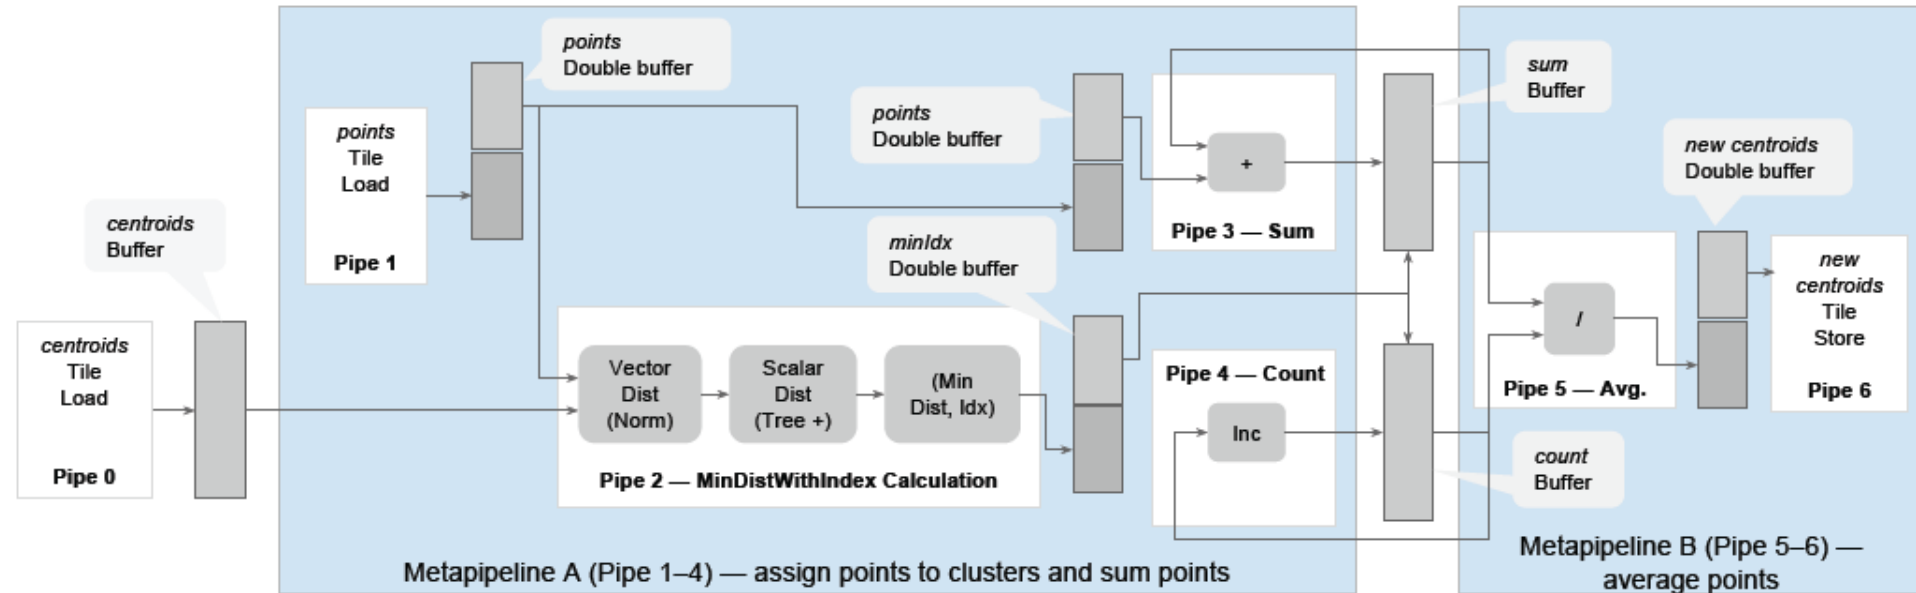 points
Double buffer
points
Tile
Load
Pipe 1
centroids
Buffer
centroids
Tile
Load
Pipe 0
points
Double buffer
minIdx
Double buffer
+
Pipe 3 — Sum
sum
Buffer
new centroids
Double buffer
Vector
Dist
(Norm)
Scalar
Dist
(Tree +)
(Min
Dist, Idx)
Pipe 2 — MinDistWithIndex Calculation
Pipe 4 — Count
Inc
/
Pipe 5 — Avg.
new
centroids
Tile
Store
Pipe 6
count
Buffer
Metapipeline A (Pipe 1–4) — assign points to clusters and sum points
Metapipeline B (Pipe 5–6) —
average points